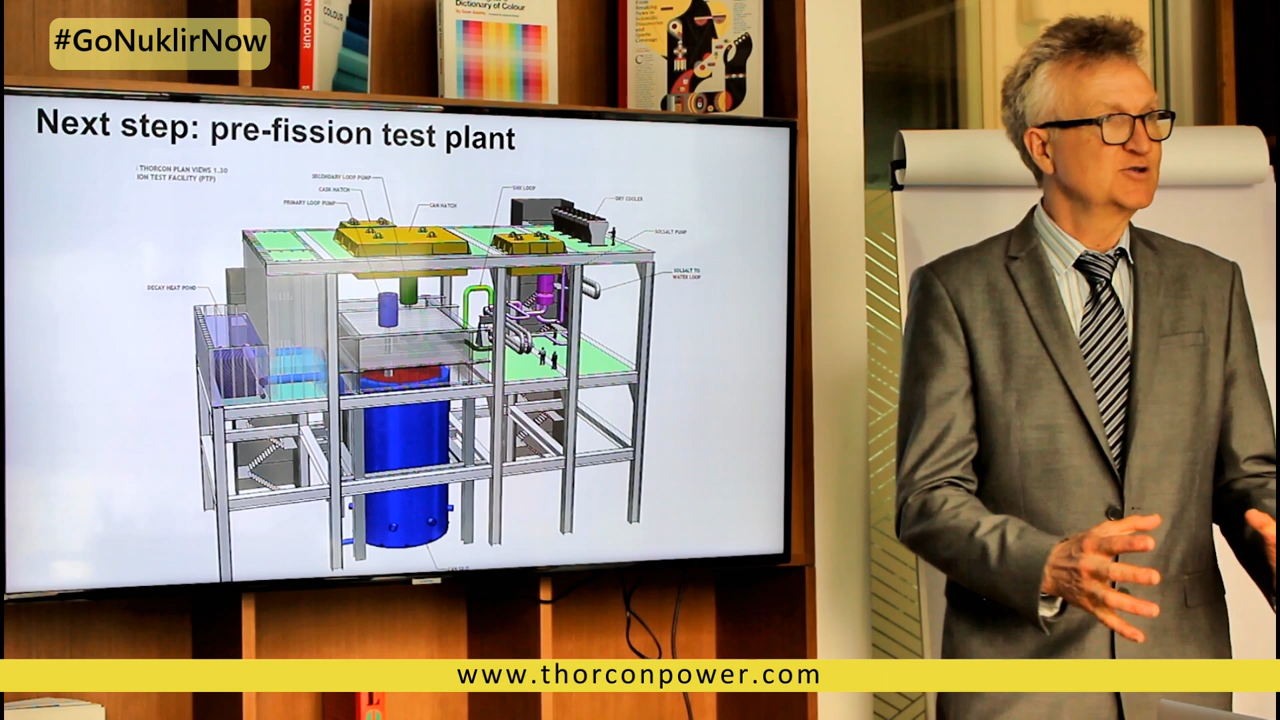 #GoNuklirNow
COLOUR
COLOUR
Dictionary of Colour
Next step: pre-fission test plant
: THORCON PLAN VIEWS 1.30
ION TEST FACILITY (PTP)
SECONDARY LOOP PUMP
CASK HATCH
PRIMARY LOOP PUMP
CAN HATCH
SHX LOOP
DRY COOLER
SOLSALT PUMP
SOLSALT TO
WATER LOOP
DECAY HEAT POND
www.thorconpower.com